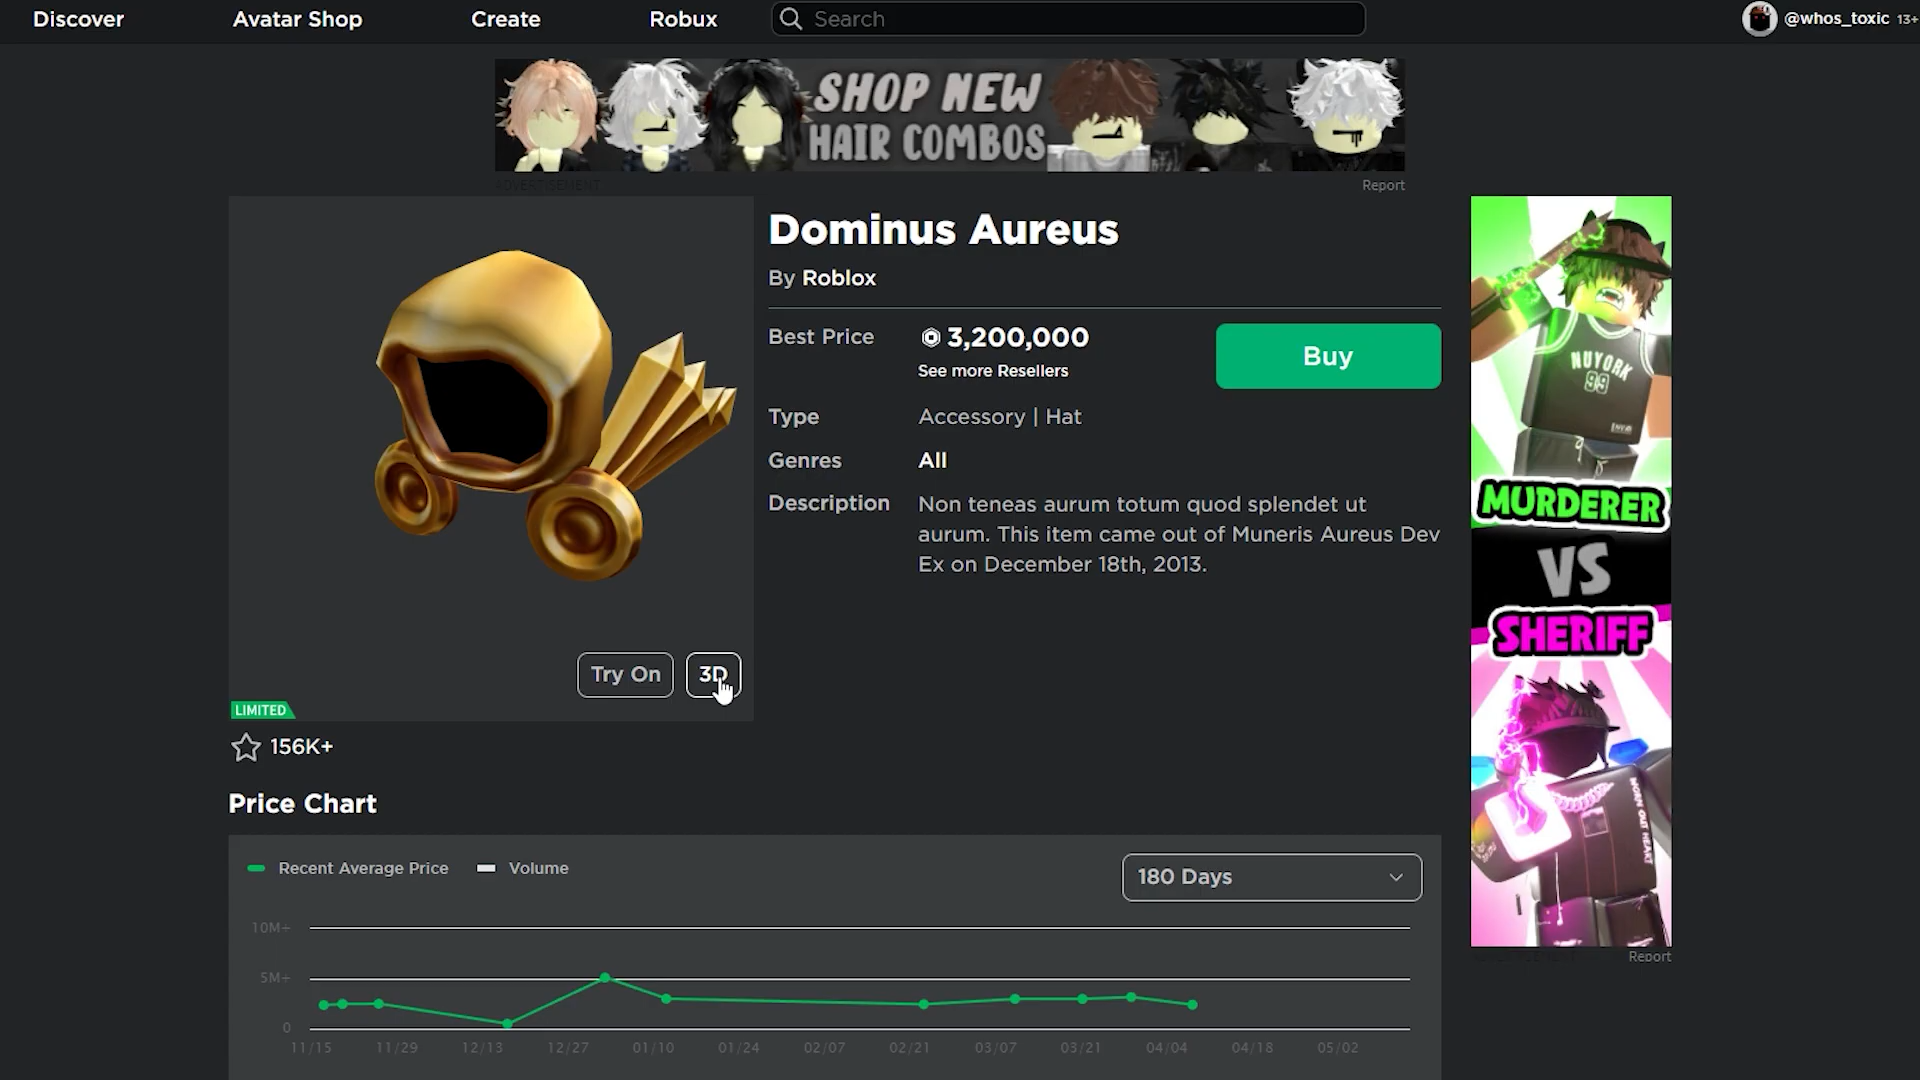 Discover
Avatar Shop
Create
Robux
Search
@whos_toxic 13+
SHOP NEW
HAIR COMBOS
ADVERTISEMENT
Report
Dominus Aureus
By Roblox
Best Price
3,200,000
See more Resellers
Buy
Type
Accessory | Hat
Genres
All
Description
Non teneas aurum totum quod splendet ut
aurum. This item came out of Muneris Aureus Dev
Ex on December 18th, 2013.
Try On
3D
LIMITED
156K+
NUYORK
99
MURDERER
VS
SHERIFF
WORN OUT HEART
Report
Price Chart
Recent Average Price
Volume
180 Days
10M+
5M+
0
11/15
11/29
12/13
12/27
01/10
01/24
02/07
02/21
03/07
03/21
04/04
04/18
05/02